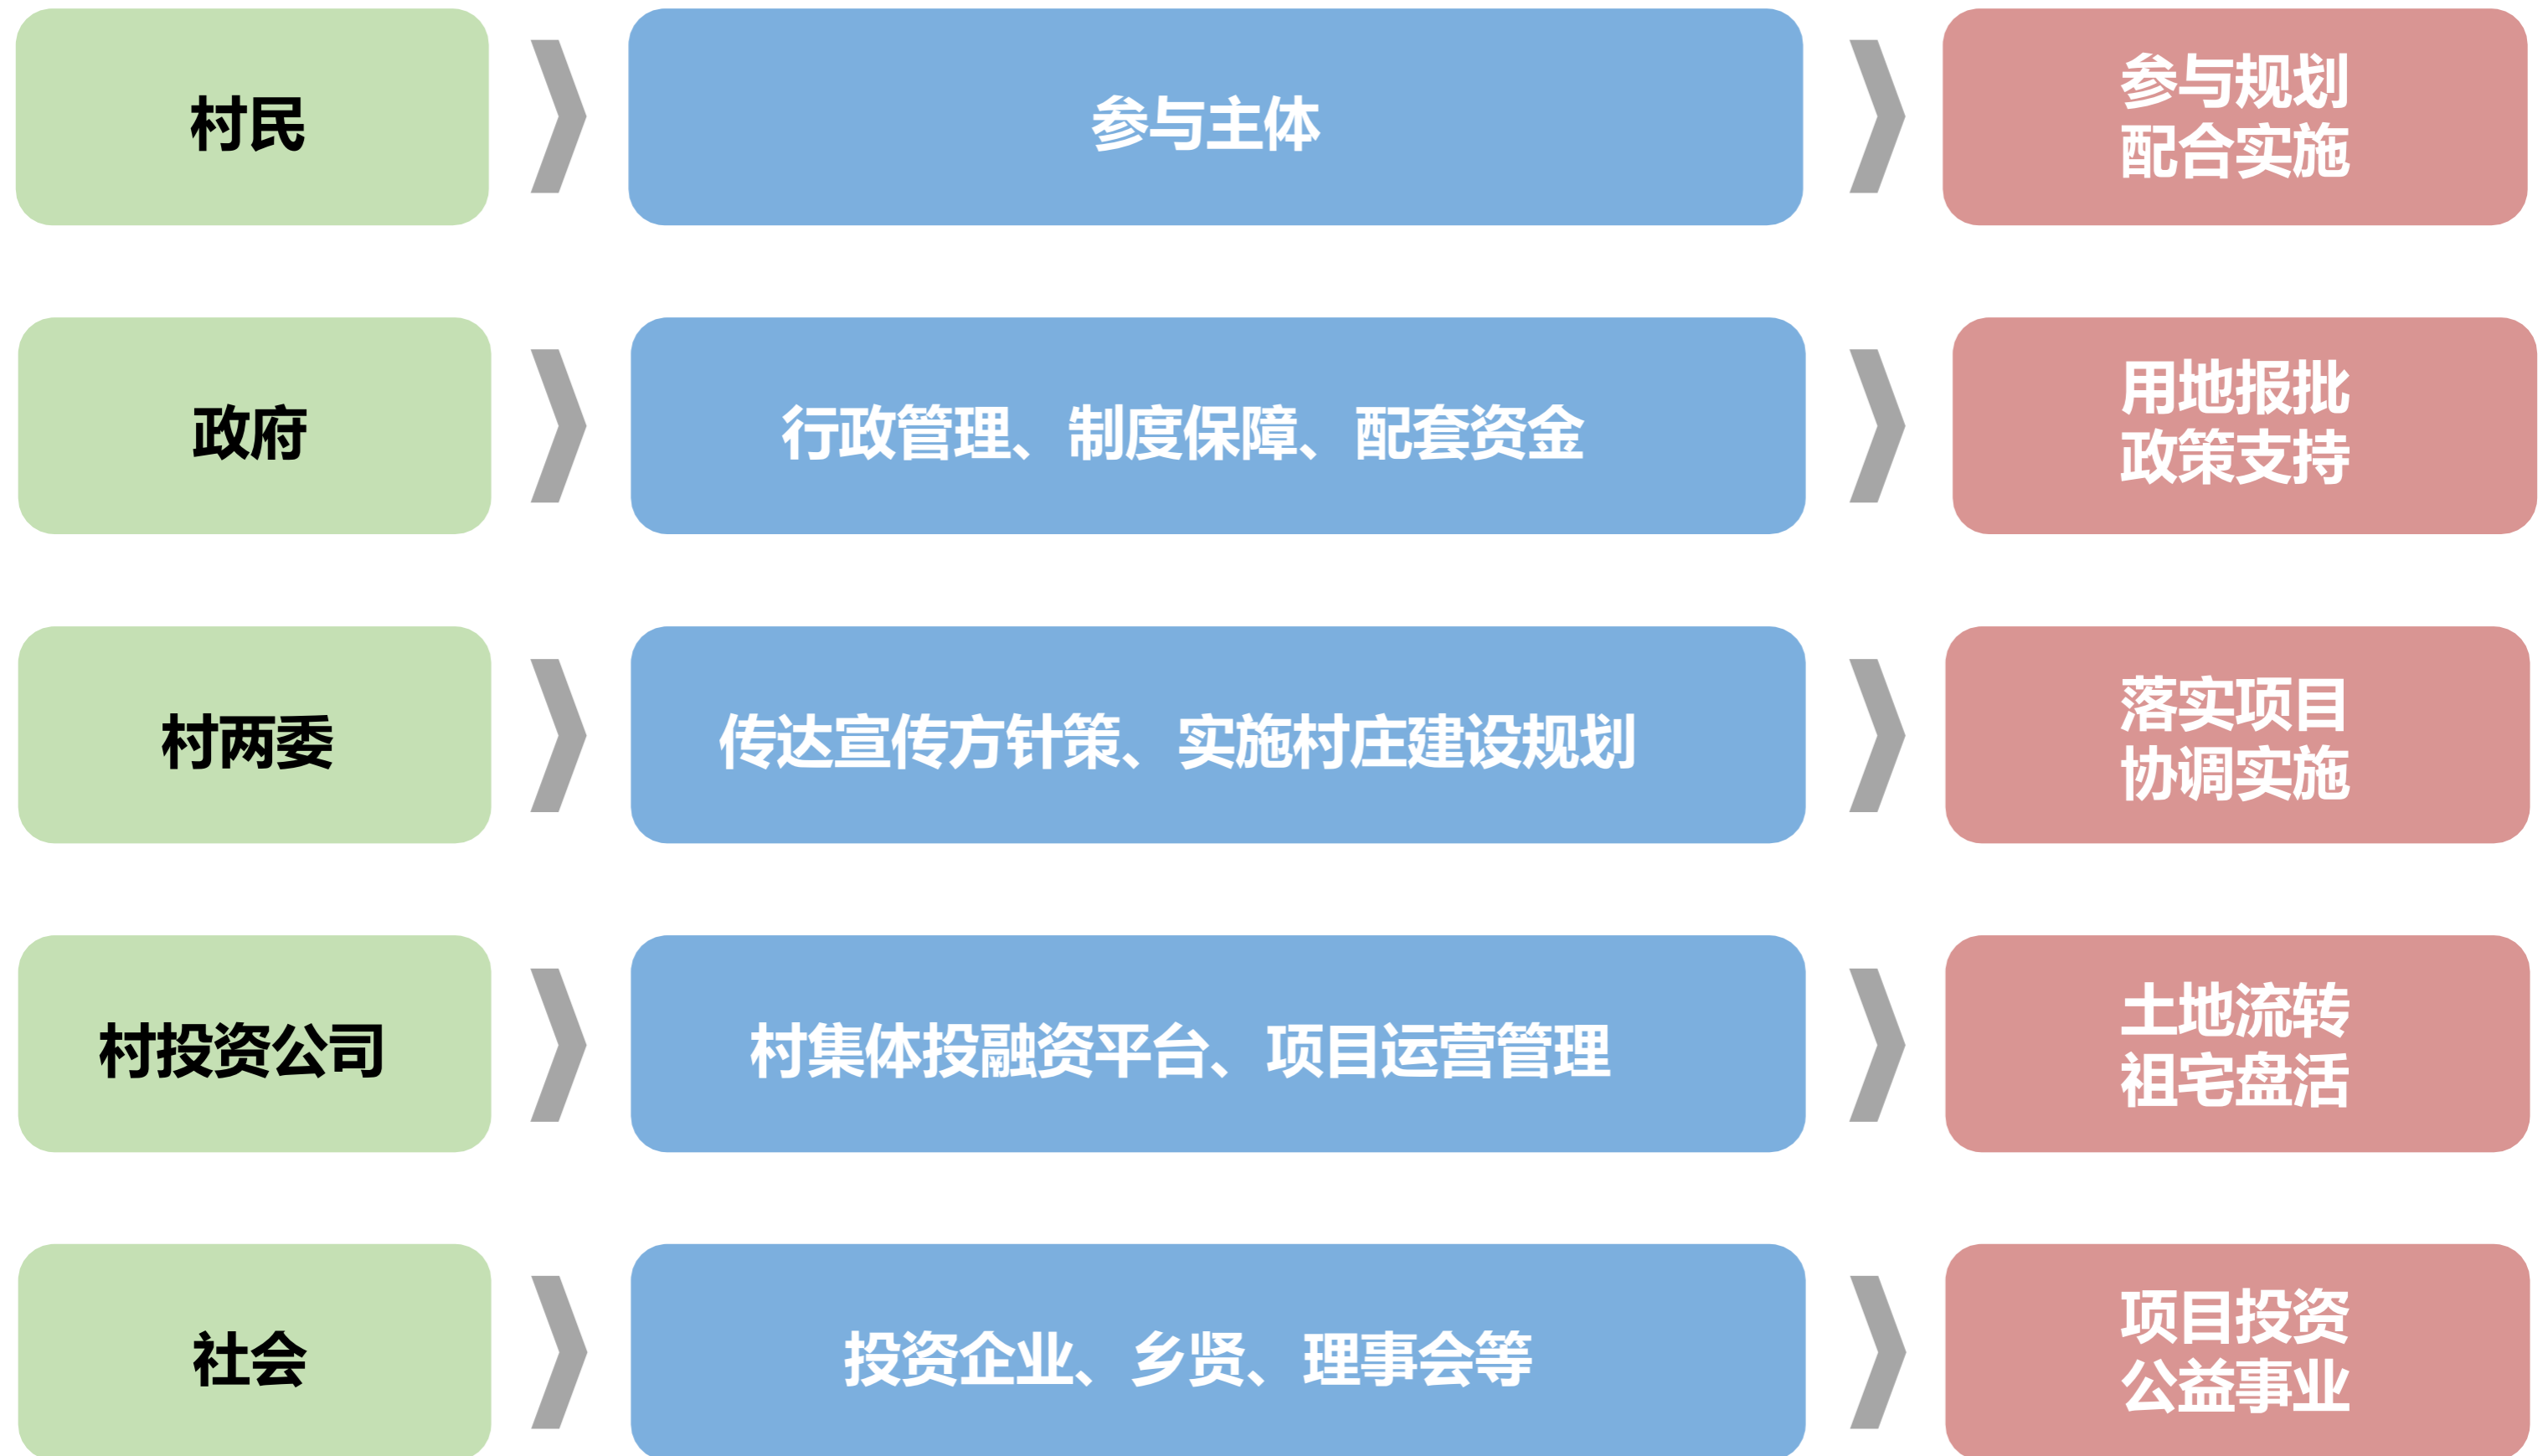 村民
参与主体
参与规划
配合实施
政府
行政管理、制度保障、配套资金
用地报批
政策支持
村两委
传达宣传方针策、实施村庄建设规划
落实项目
协调实施
村投资公司
村集体投融资平台、项目运营管理
土地流转
祖宅盘活
社会
投资企业、乡贤、理事会等
项目投资
公益事业